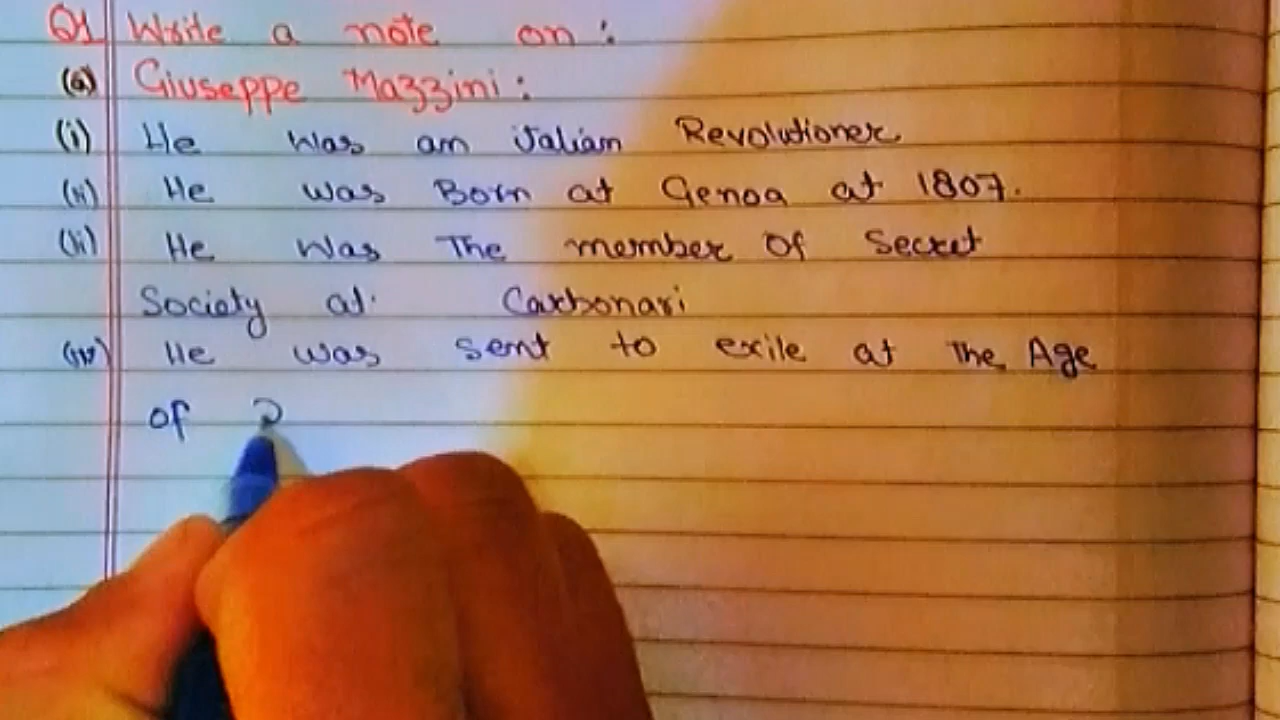 Q1 Write a note on :
(a) Giuseppe Mazzini :
(i) He was an italian Revolutioner
(ii) He was Born at Genoa at 1807.
(iii) He was The member Of Secret
Society at Carbonari
(iv) He was sent to exile at The Age
of 2